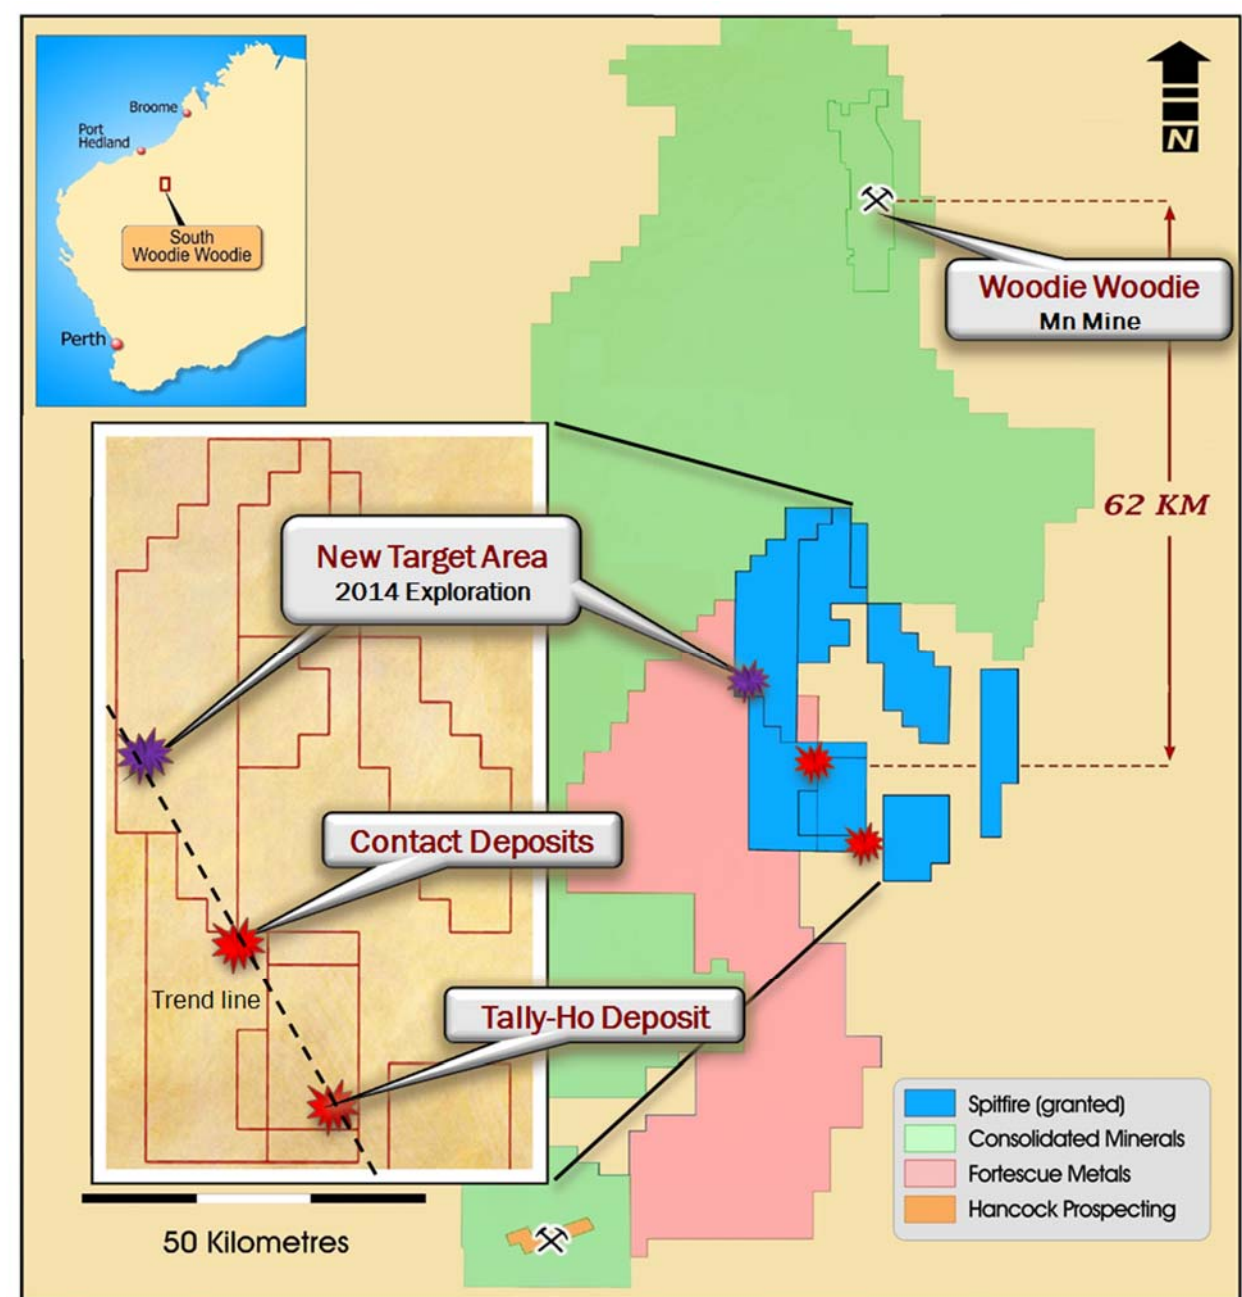 Broome
Port
Hedland
South
Woodie Woodie
Perth
N
Woodie Woodie
Mn Mine
62 KM
New Target Area
2014 Exploration
Contact Deposits
Trend line
Tally-Ho Deposit
50 Kilometres
Spitfire (granted)
Consolidated Minerals
Fortescue Metals
Hancock Prospecting